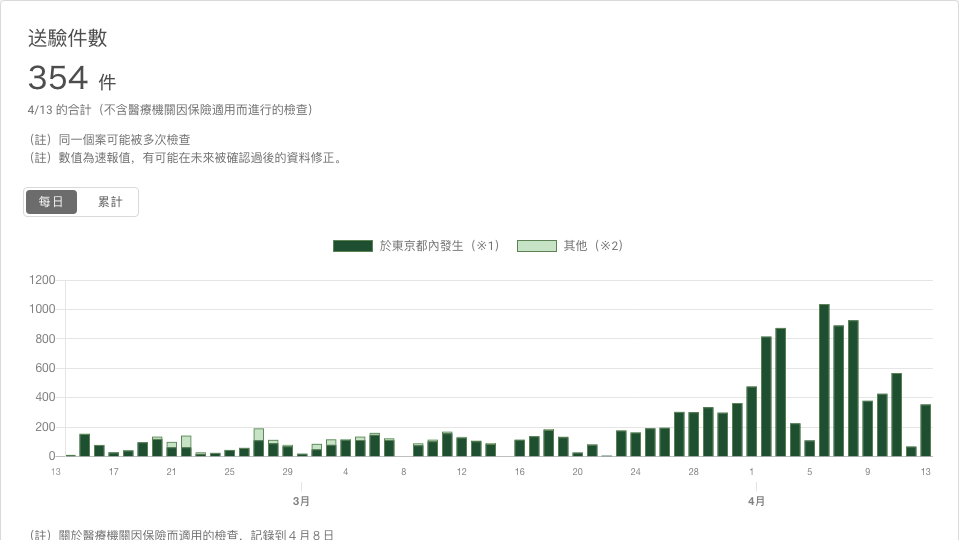 送驗件數
354 件
4/13 的合計（不含醫療機關因保險適用而進行的檢查）
（註）同一個案可能被多次檢查
（註）數值為速報值，有可能在未來被確認過後的資料修正。
每日 累計
於東京都內發生（※1） 其他（※2）
1200
1000
800
600
400
200
0
13 17 21 25 29 4 8 12 16 20 24 28 1 5 9 13
3月 4月
（註）關於醫療機關因保險而適用的檢查，記錄到４月８日